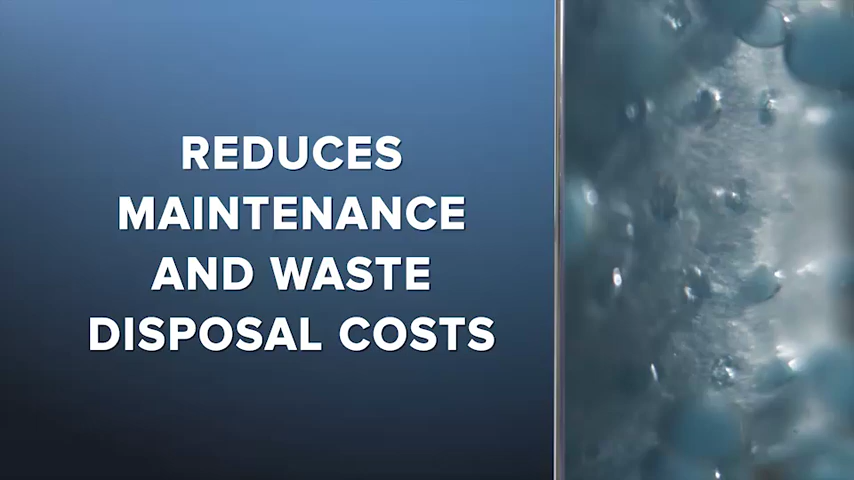 REDUCES
MAINTENANCE
AND WASTE
DISPOSAL COSTS